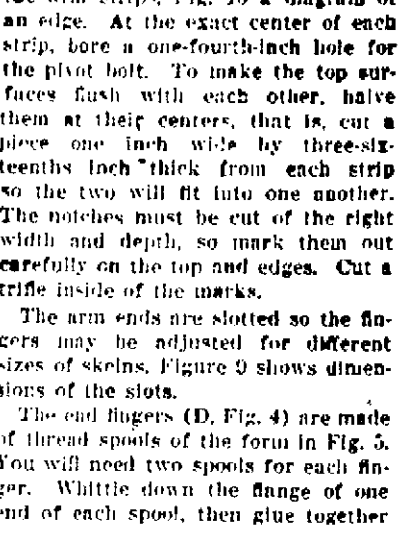 an edge. At the exact center of each
strip, bore a one-fourth-inch hole for
the pivot bolt. To make the top sur-
faces flush with each other, halve
them at their centers, that is, cut a
piece one inch wide by three-six-
teenths inch thick from each strip
so the two will fit into one another.
The notches must be cut of the right
width and depth, so mark them out
carefully on the top and edges. Cut a
trifle inside of the marks.
The arm ends are slotted so the fin-
gers may be adjusted for different
sizes of skeins. Figure 9 shows dimen-
sions of the slots.
The end fingers (D, Fig. 4) are made
of thread spools of the form in Fig. 5.
You will need two spools for each fin-
ger. Whittle down the flange of one
end of each spool, then glue together